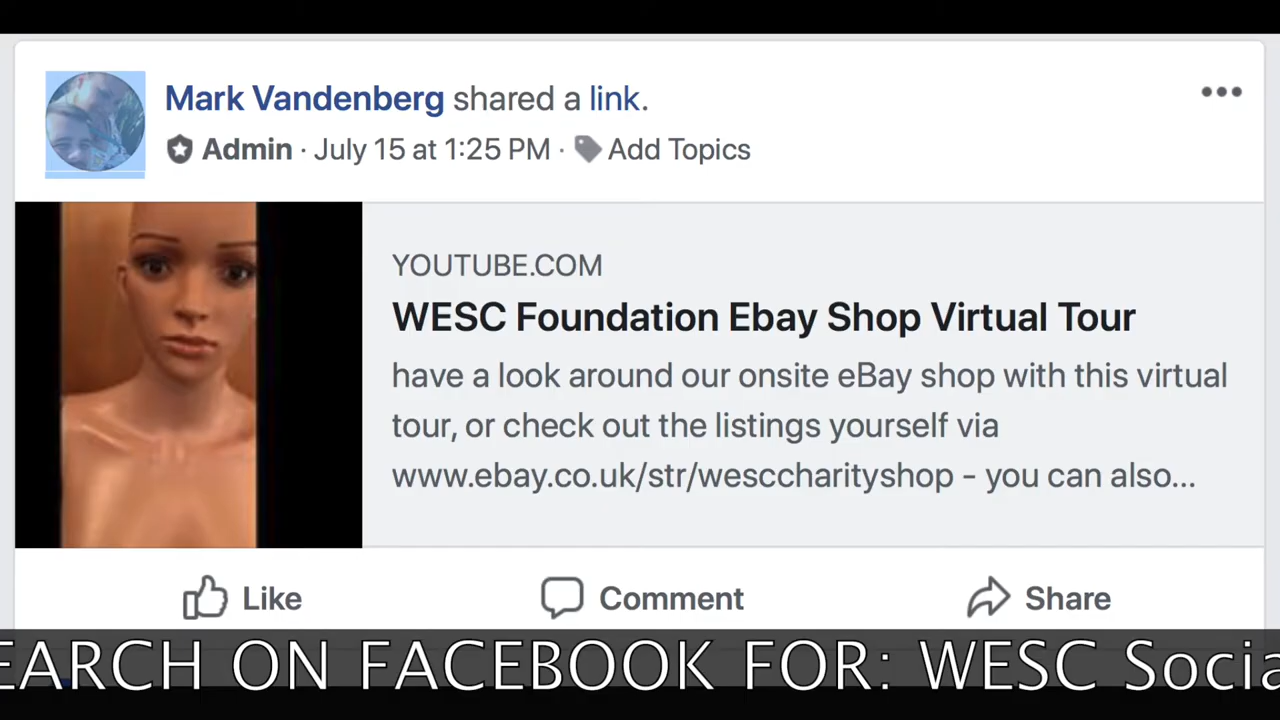 Mark Vandenberg shared a link.
Admin · July 15 at 1:25 PM · Add Topics
YOUTUBE.COM
WESC Foundation Ebay Shop Virtual Tour
have a look around our onsite eBay shop with this virtual
tour, or check out the listings yourself via
www.ebay.co.uk/str/wesccharityshop - you can also...
Like Comment Share
EARCH ON FACEBOOK FOR: WESC Socia